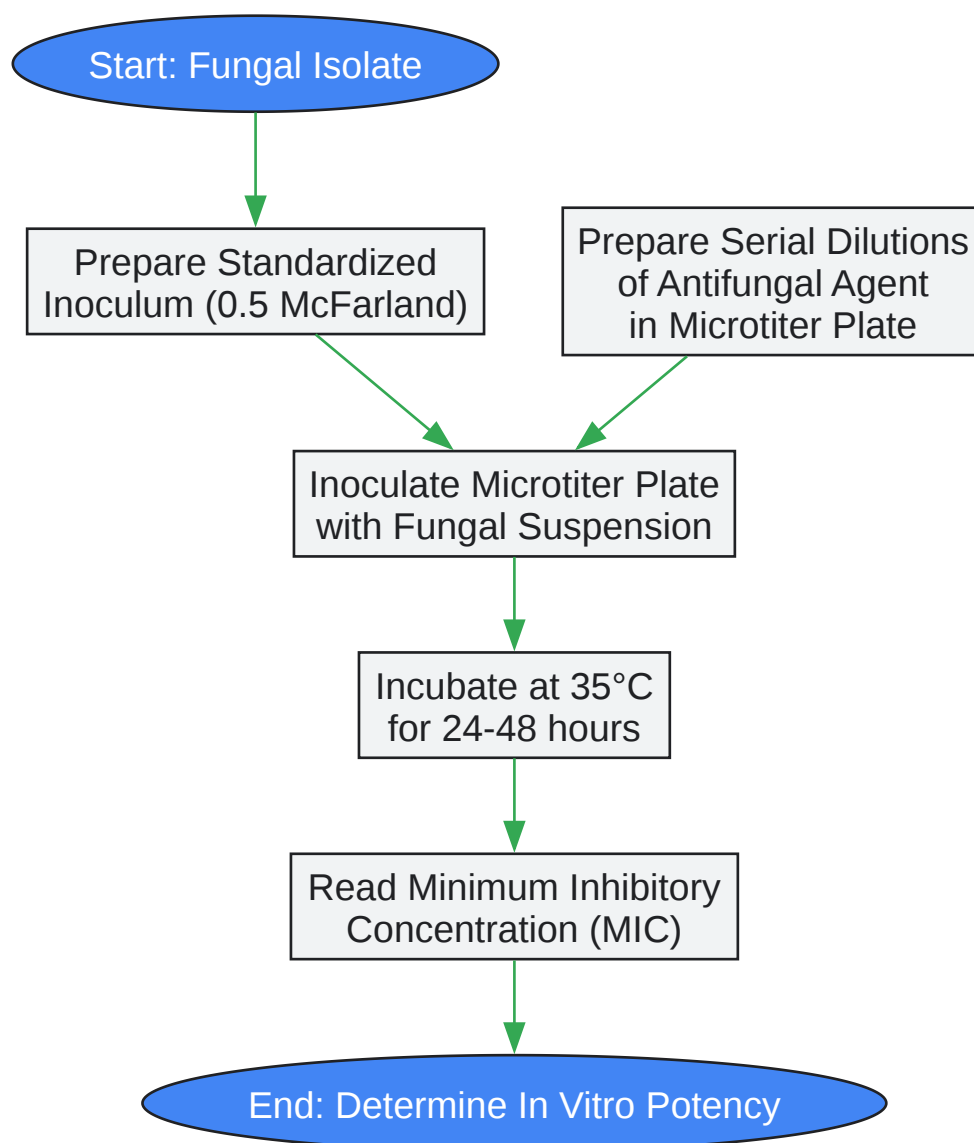 Start: Fungal Isolate
Prepare Standardized
Inoculum (0.5 McFarland)
Prepare Serial Dilutions
of Antifungal Agent
in Microtiter Plate
Inoculate Microtiter Plate
with Fungal Suspension
Incubate at 35°C
for 24-48 hours
Read Minimum Inhibitory
Concentration (MIC)
End: Determine In Vitro Potency